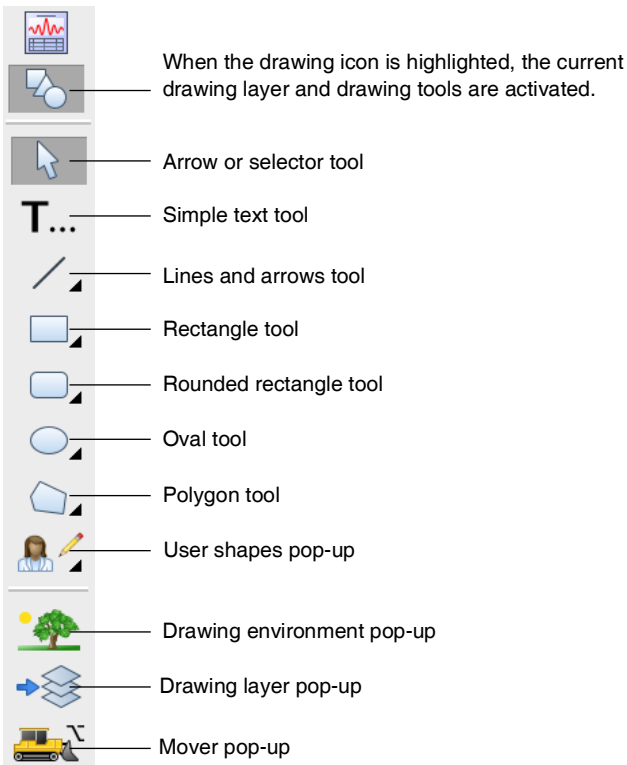 When the drawing icon is highlighted, the current
drawing layer and drawing tools are activated.
Arrow or selector tool
T...
Simple text tool
Lines and arrows tool
Rectangle tool
Rounded rectangle tool
Oval tool
Polygon tool
User shapes pop-up
Drawing environment pop-up
Drawing layer pop-up
Mover pop-up